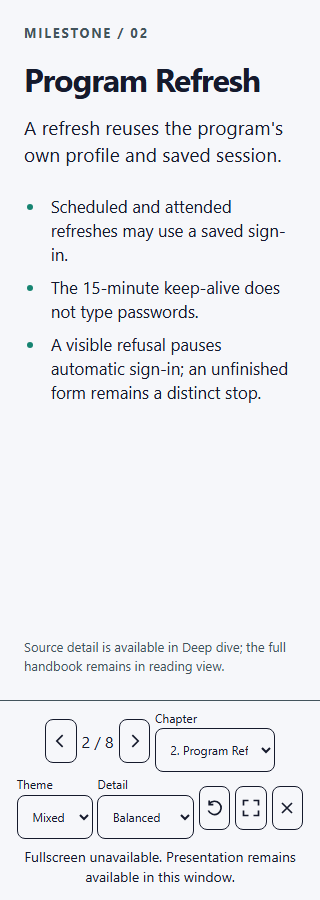 MILESTONE / 02
Program Refresh
A refresh reuses the program's
own profile and saved session.
• Scheduled and attended
refreshes may use a saved sign-
in.
• The 15-minute keep-alive does
not type passwords.
• A visible refusal pauses
automatic sign-in; an unfinished
form remains a distinct stop.
Source detail is available in Deep dive; the full
handbook remains in reading view.
Chapter
2 / 8
2. Program Ref
Theme
Detail
Mixed
Balanced
Fullscreen unavailable. Presentation remains
available in this window.